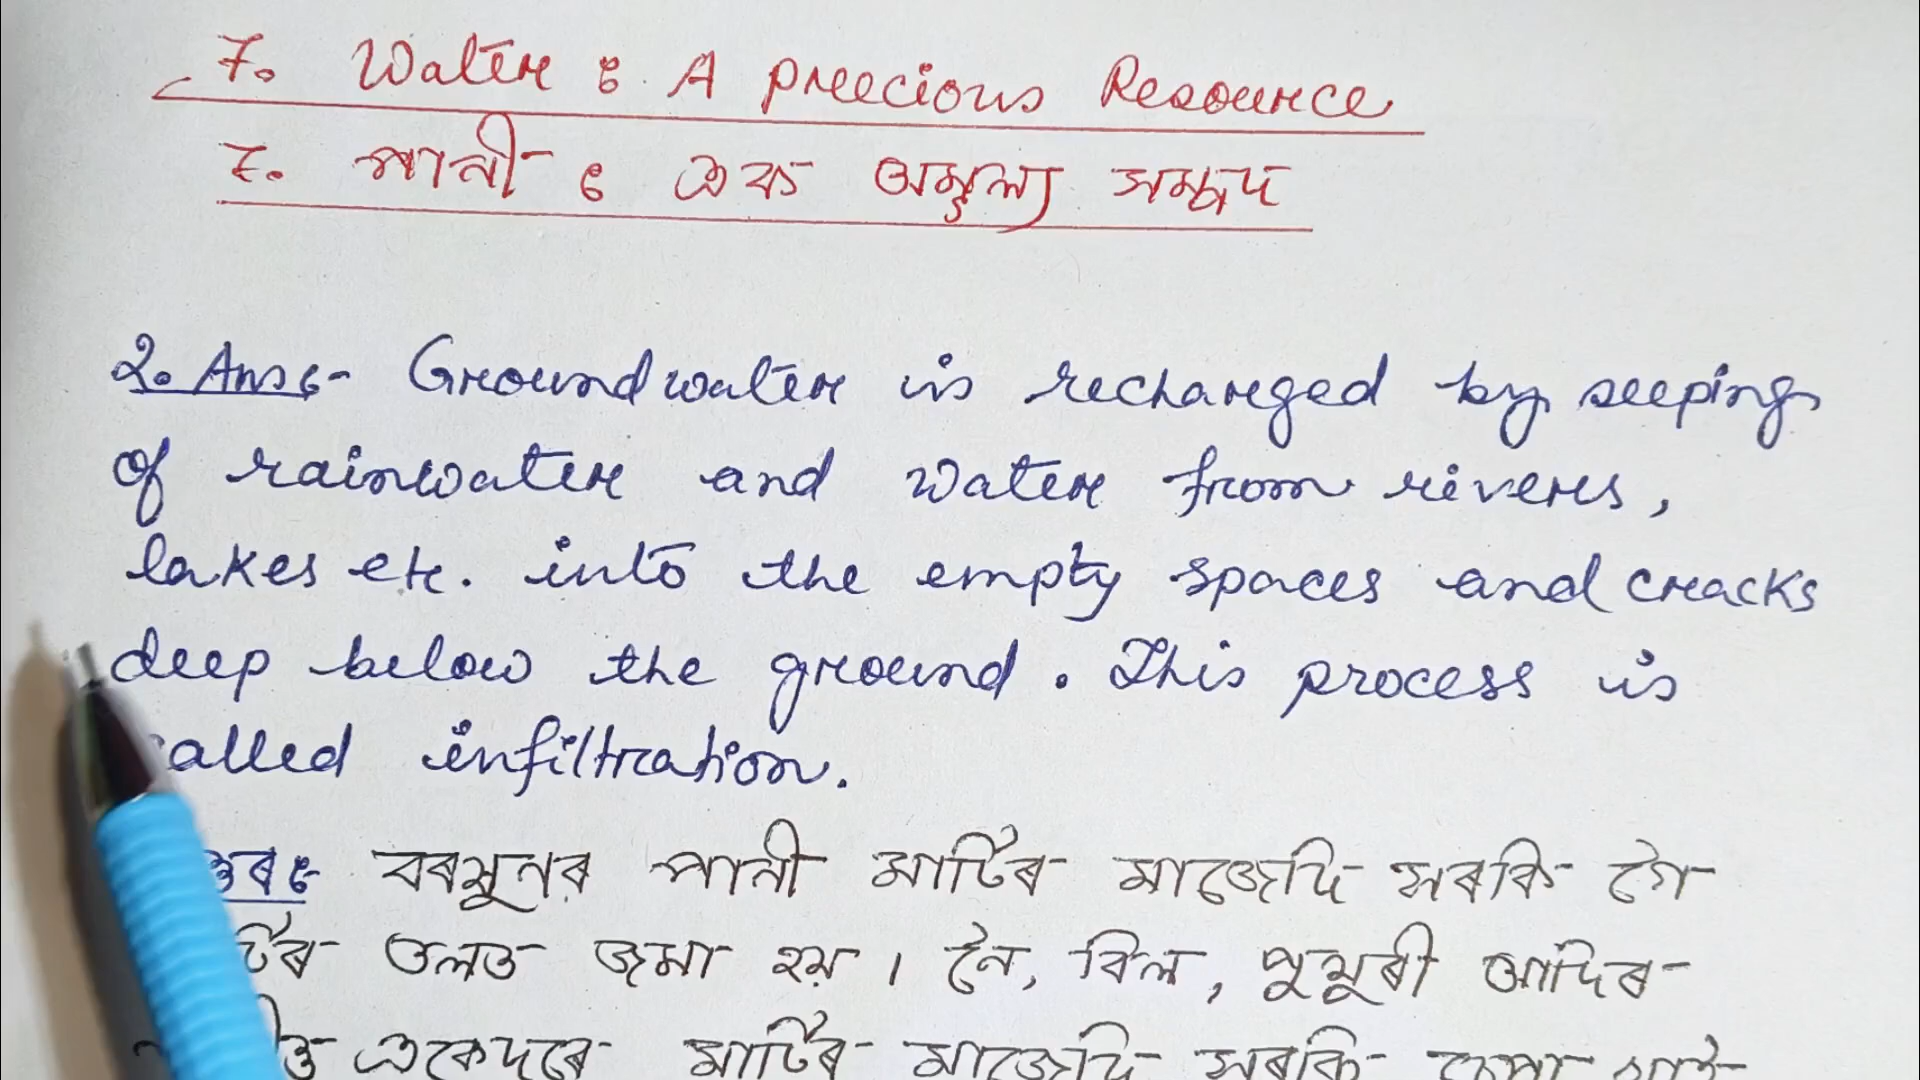 7. Water : A precious Resource
7. পানী ঃ এক অমূল্য সম্পদ
2. Ans:- Groundwater is recharged by seeping
of rainwater and water from rivers,
lakes etc. into the empty spaces and cracks
deep below the ground. This process is
called infiltration.
বৰষুণৰ পানী মাটিৰ মাজেদি সৰকি গৈ
তলত জমা হয়। নৈ, বিল, পুখুৰী আদিৰ
একেদৰে মাটিৰ মাজেদি সৰকি